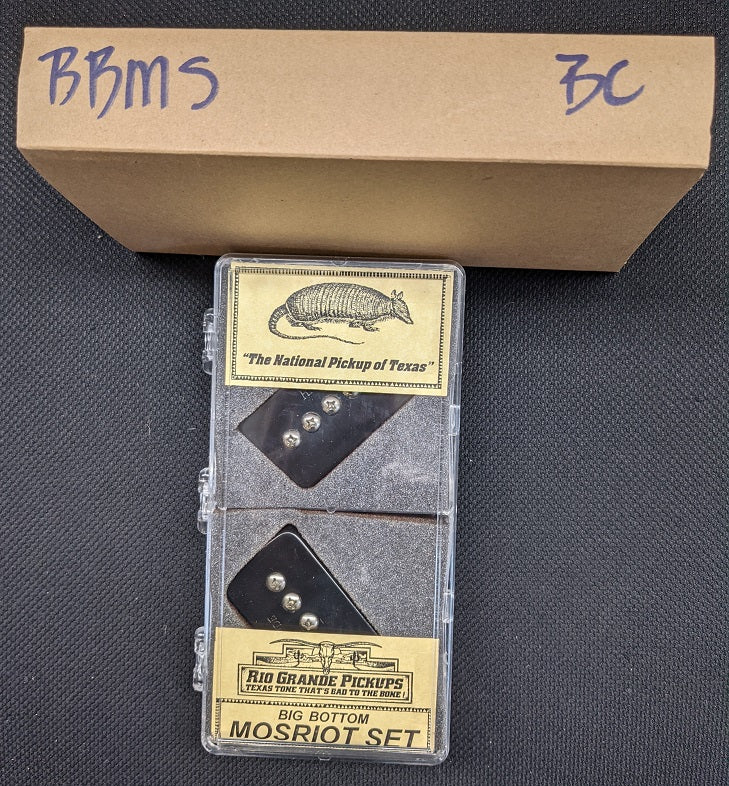 BBMS BC
"The National Pickup of Texas"
RIO GRANDE PICKUPS
TEXAS TONE THAT'S BAD TO THE BONE!
BIG BOTTOM
MOSRIOT SET